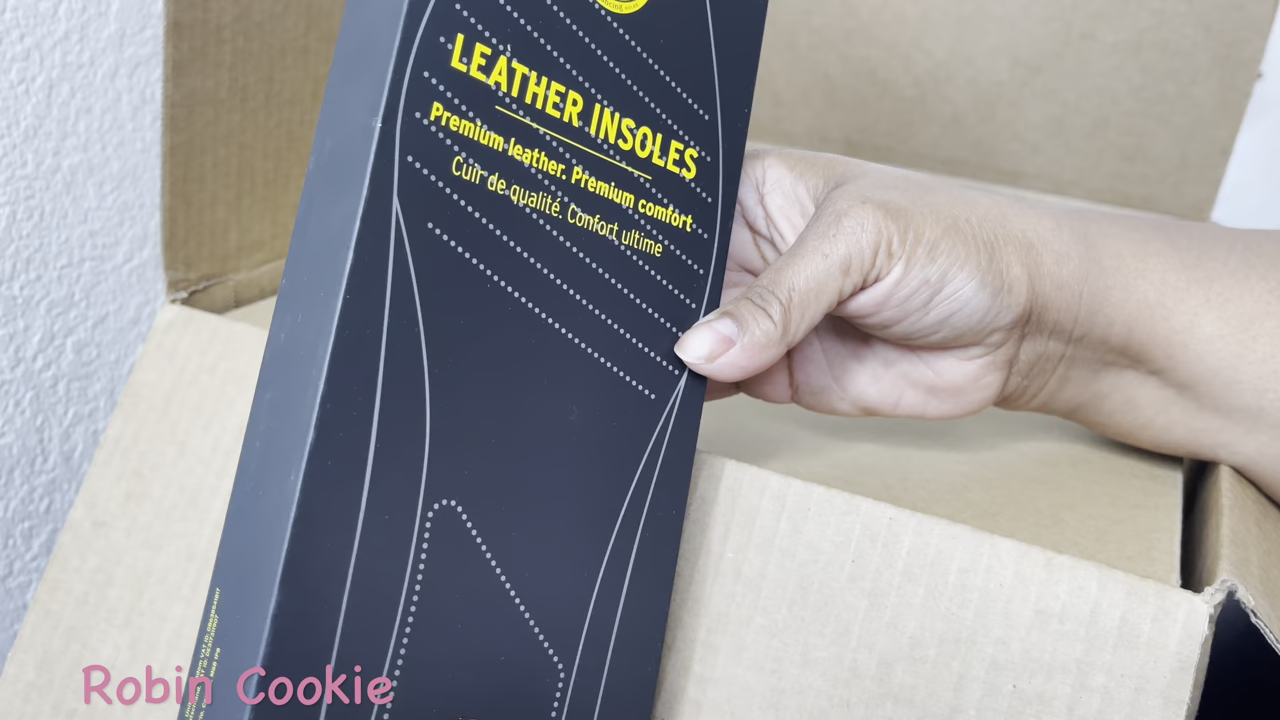 LEATHER INSOLES
Premium leather. Premium comfort
Cuir de qualité. Confort ultime
Robin Cookie